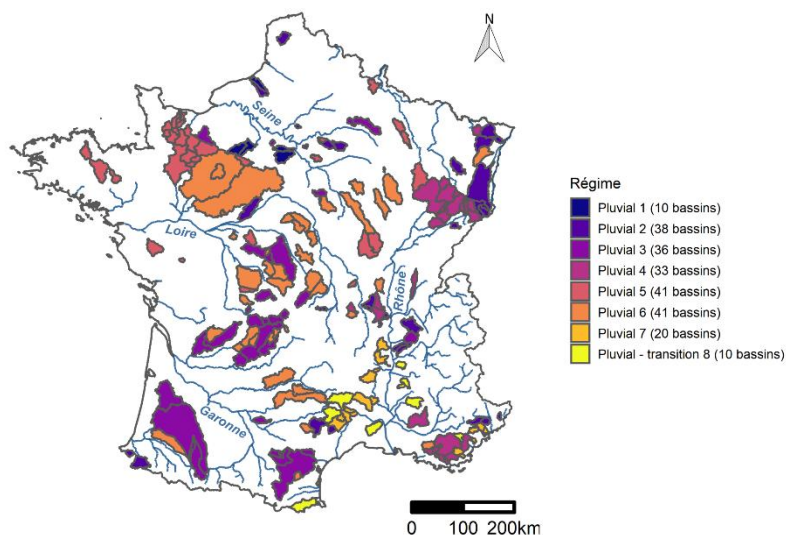 N
Seine
Loire
Rhône
Garonne
Régime
Pluvial 1 (10 bassins)
Pluvial 2 (38 bassins)
Pluvial 3 (36 bassins)
Pluvial 4 (33 bassins)
Pluvial 5 (41 bassins)
Pluvial 6 (41 bassins)
Pluvial 7 (20 bassins)
Pluvial - transition 8 (10 bassins)
0 100 200km